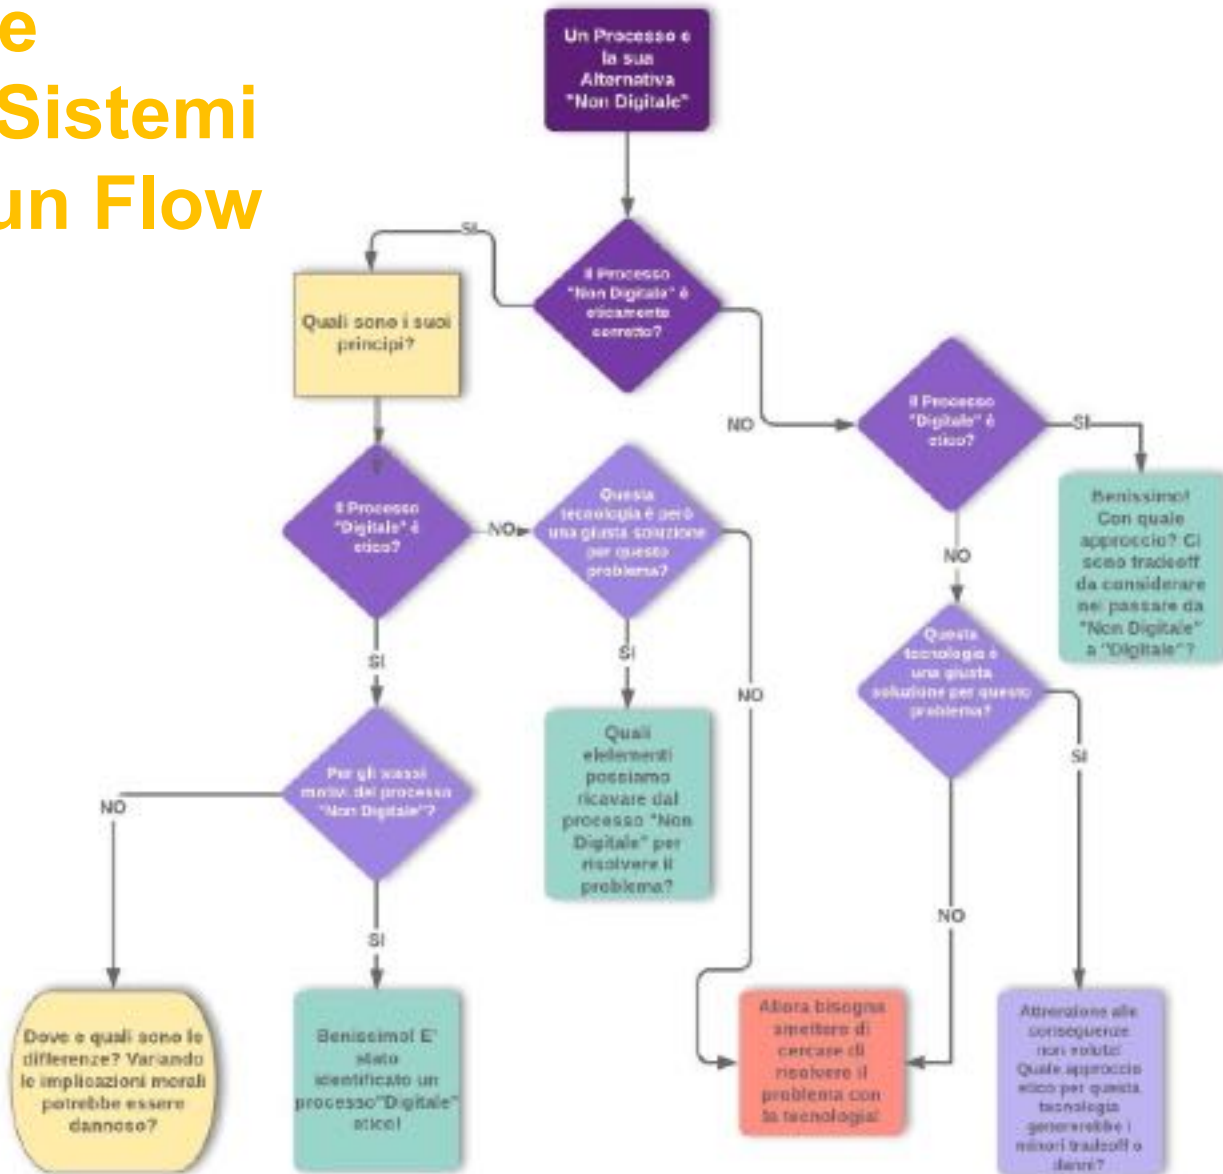 e
Sistemi
un Flow
Un Processo e
la sua
Alternativa
"Non Digitale"
SI
Il Processo
"Non Digitale" è
eticamente
corretto?
Quali sono i suoi
principi?
NO
Il Processo
"Digitale" è
etico?
SI
Benissimo!
Con quale
approccio? Ci
sono tradeoff
da considerare
nel passare da
"Non Digitale"
a "Digitale"?
Il Processo
"Digitale" è
etico?
NO
Questa
tecnologia è però
una giusta soluzione
per questo
problema?
NO
Questa
tecnologia è
una giusta
soluzione per questo
problema?
SI
SI
NO
SI
Per gli stessi
motivi del processo
"Non Digitale"?
NO
Quali
elelementi
possiamo
ricavare dal
processo "Non
Digitale" per
risolvere il
problema?
SI
NO
Dove e quali sono le
differenze? Variando
le implicazioni morali
potrebbe essere
dannoso?
Benissimo! E'
stato
identificato un
processo"Digitale"
etico!
Allora bisogna
smettere di
cercare di
risolvere il
problema con
la tecnologia!
Attenzione alle
conseguenze
non volute!
Quale approccio
etico per questa
tecnologia
genererebbe i
minori tradeoff o
danni?